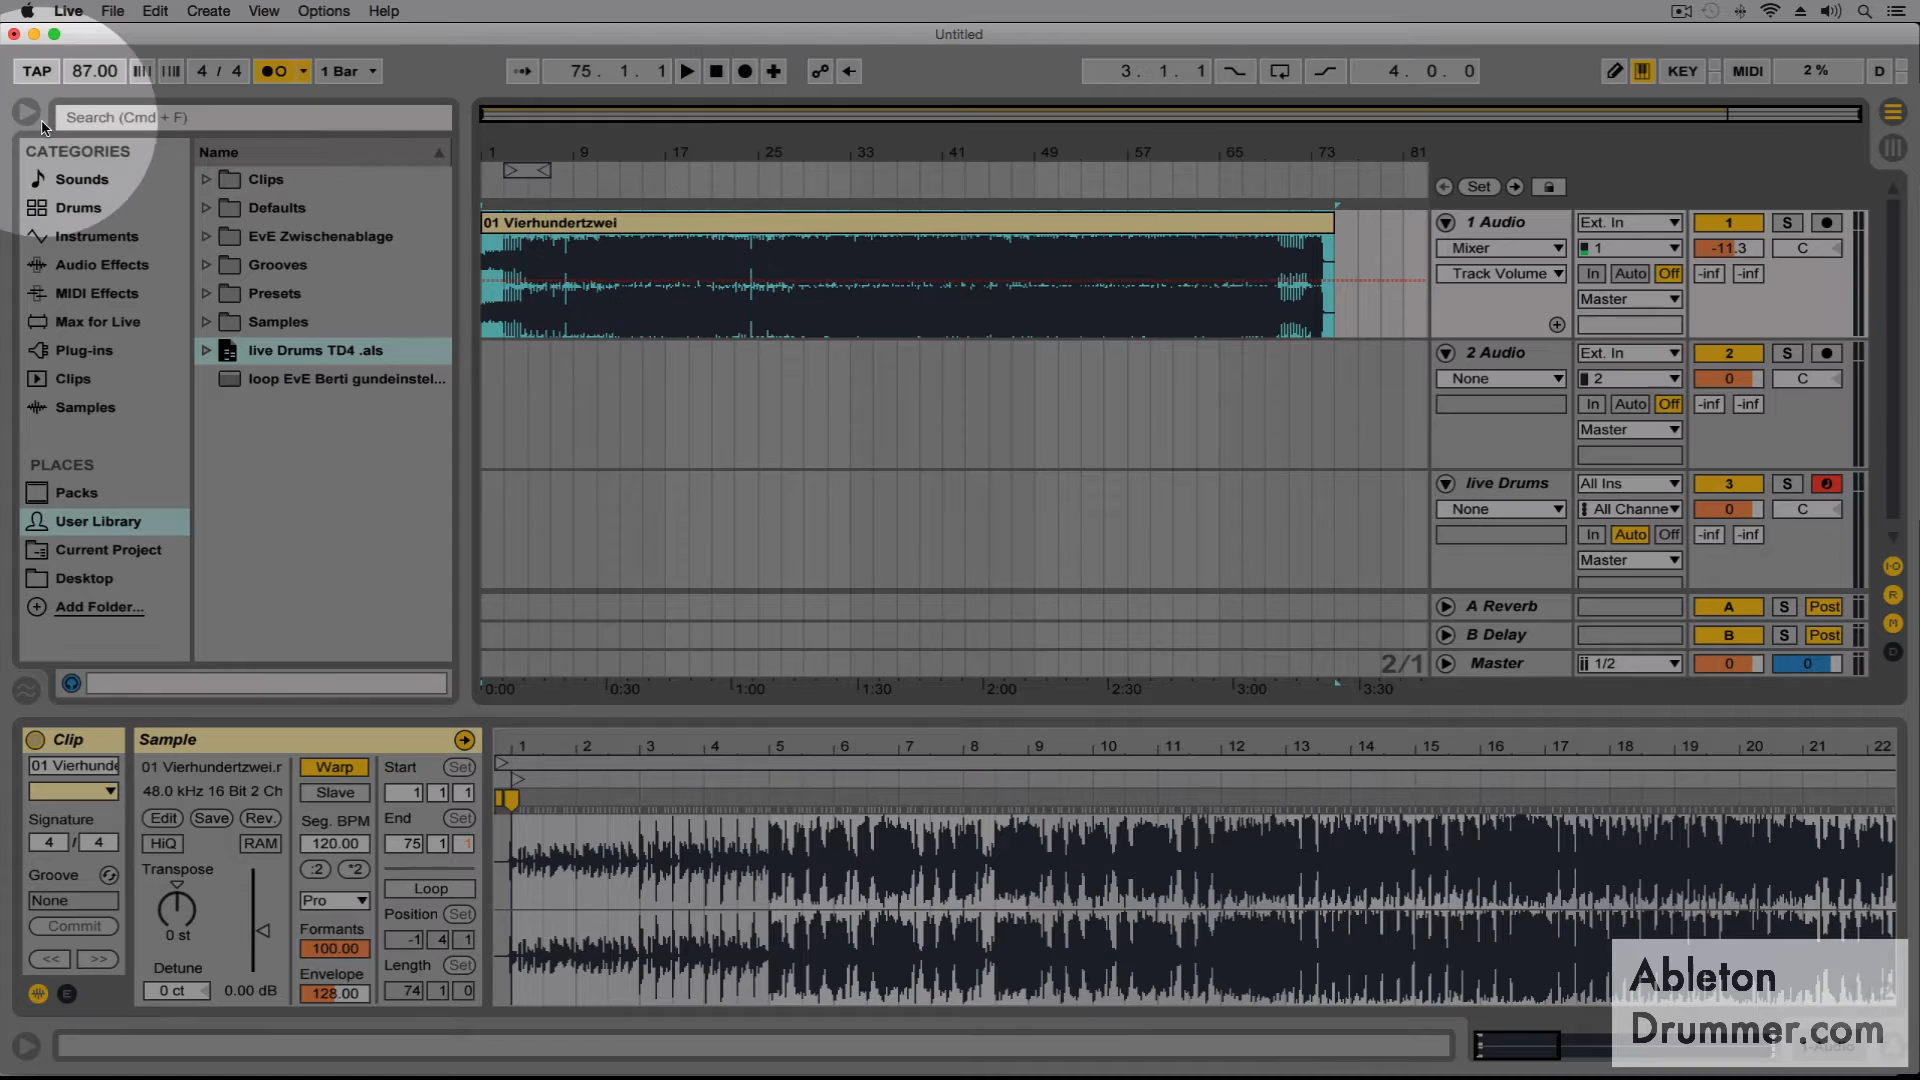 Live File Edit Create View Options Help
Untitled
TAP 87.00 4 / 4 1 Bar 75. 1. 1 3. 1. 1 4. 0. 0 KEY MIDI 2 % D
Search (Cmd + F)
CATEGORIES
Sounds
Drums
Instruments
Audio Effects
MIDI Effects
Max for Live
Plug-ins
Clips
Samples
PLACES
Packs
User Library
Current Project
Desktop
Add Folder...
Name
Clips
Defaults
EvE Zwischenablage
Grooves
Presets
Samples
live Drums TD4 .als
loop EvE Berti gundeinstel...
1 9 17 25 33 41 49 57 65 73 81
Set
01 Vierhundertzwei
1 Audio Ext. In 1 S
Mixer 1 -11.3 C
Track Volume In Auto Off -inf -inf
Master
2 Audio Ext. In 2 S
None 2 0 C
In Auto Off -inf -inf
Master
live Drums All Ins 3 S
None All Channe 0 C
In Auto Off -inf -inf
Master
A Reverb A S Post
B Delay B S Post
2/1 Master 1/2 0 0
0:00 0:30 1:00 1:30 2:00 2:30 3:00 3:30
I·O
R
M
D
Clip
01 Vierhunde
Signature
4 / 4
Groove
None
Commit
<< >>
E
Sample
01 Vierhundertzwei.r
48.0 kHz 16 Bit 2 Ch
Edit Save Rev.
HiQ RAM
Transpose
0 st
Detune
0 ct 0.00 dB
Warp
Slave
Seg. BPM
120.00
:2 *2
Pro
Formants
100.00
Envelope
128.00
Start Set
1 1 1
End Set
75 1 1
Loop
Position Set
-1 4 1
Length Set
74 1 0
1 2 3 4 5 6 7 8 9 10 11 12 13 14 15 16 17 18 19 20 21 22
Ableton
Drummer.com
1-Audio